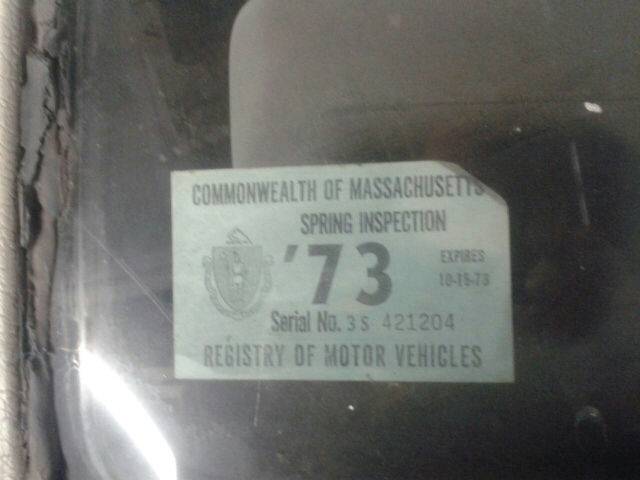 COMMONWEALTH OF MASSACHUSETTS
SPRING INSPECTION
'73
EXPIRES
10-15-73
Serial No. 3S 421204
REGISTRY OF MOTOR VEHICLES